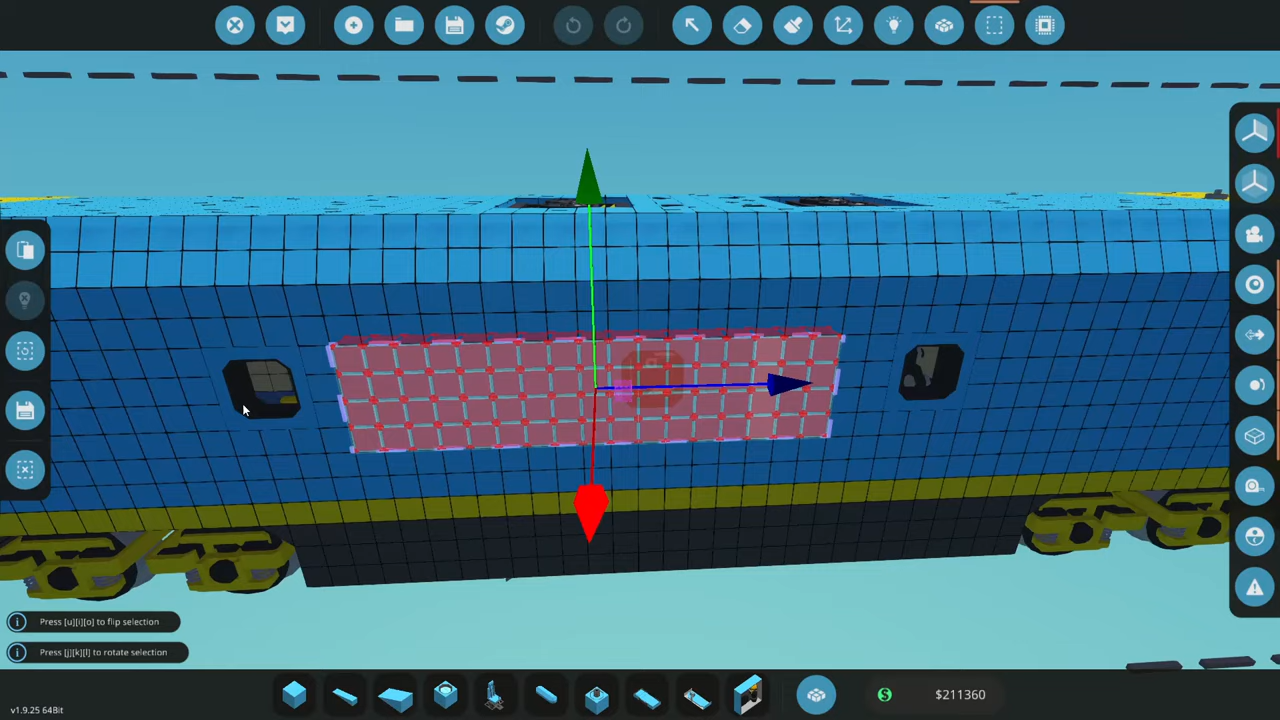 Press [u][i][o] to flip selection
Press [j][k][l] to rotate selection
v1.9.25 64Bit
$
$211360